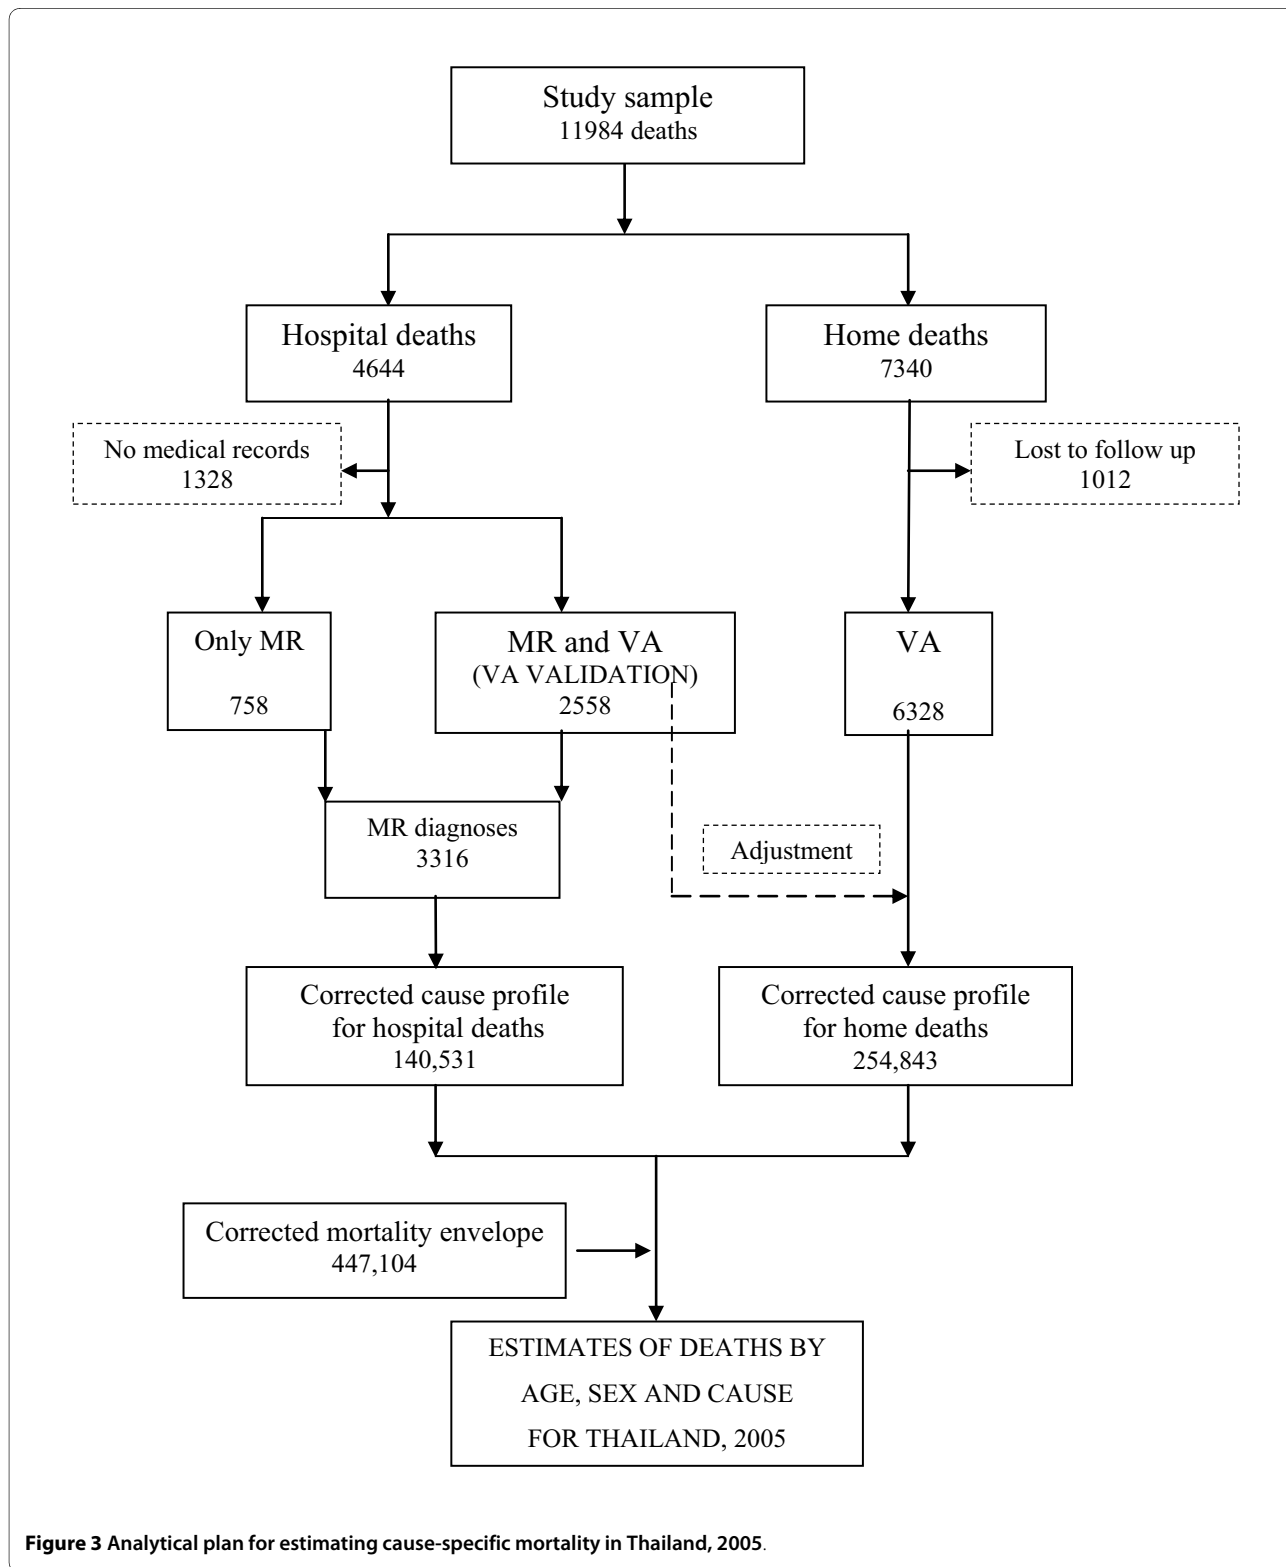 Study sample
11984 deaths
Hospital deaths
4644
Home deaths
7340
No medical records
1328
Lost to follow up
1012
Only MR
758
MR and VA
(VA VALIDATION)
2558
VA
6328
MR diagnoses
3316
Adjustment
Corrected cause profile
for hospital deaths
140,531
Corrected cause profile
for home deaths
254,843
Corrected mortality envelope
447,104
ESTIMATES OF DEATHS BY
AGE, SEX AND CAUSE
FOR THAILAND, 2005
Figure 3 Analytical plan for estimating cause-specific mortality in Thailand, 2005.